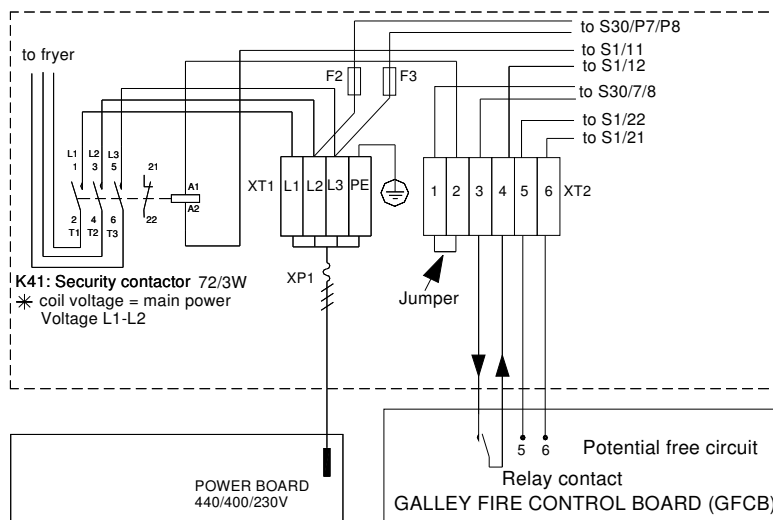 to S30/P7/P8
to fryer
to S1/11
F2
F3
to S1/12
to S30/7/8
to S1/22
to S1/21
L1 L2 L3
1 3 5 21
A1
A2
2 4 6 22
T1 T2 T3
XT1 L1 L2 L3 PE
1 2 3 4 5 6 XT2
K41: Security contactor 72/3W
coil voltage = main power
Voltage L1-L2
XP1
Jumper
5 6 Potential free circuit
POWER BOARD
440/400/230V
Relay contact
GALLEY FIRE CONTROL BOARD (GFCB)